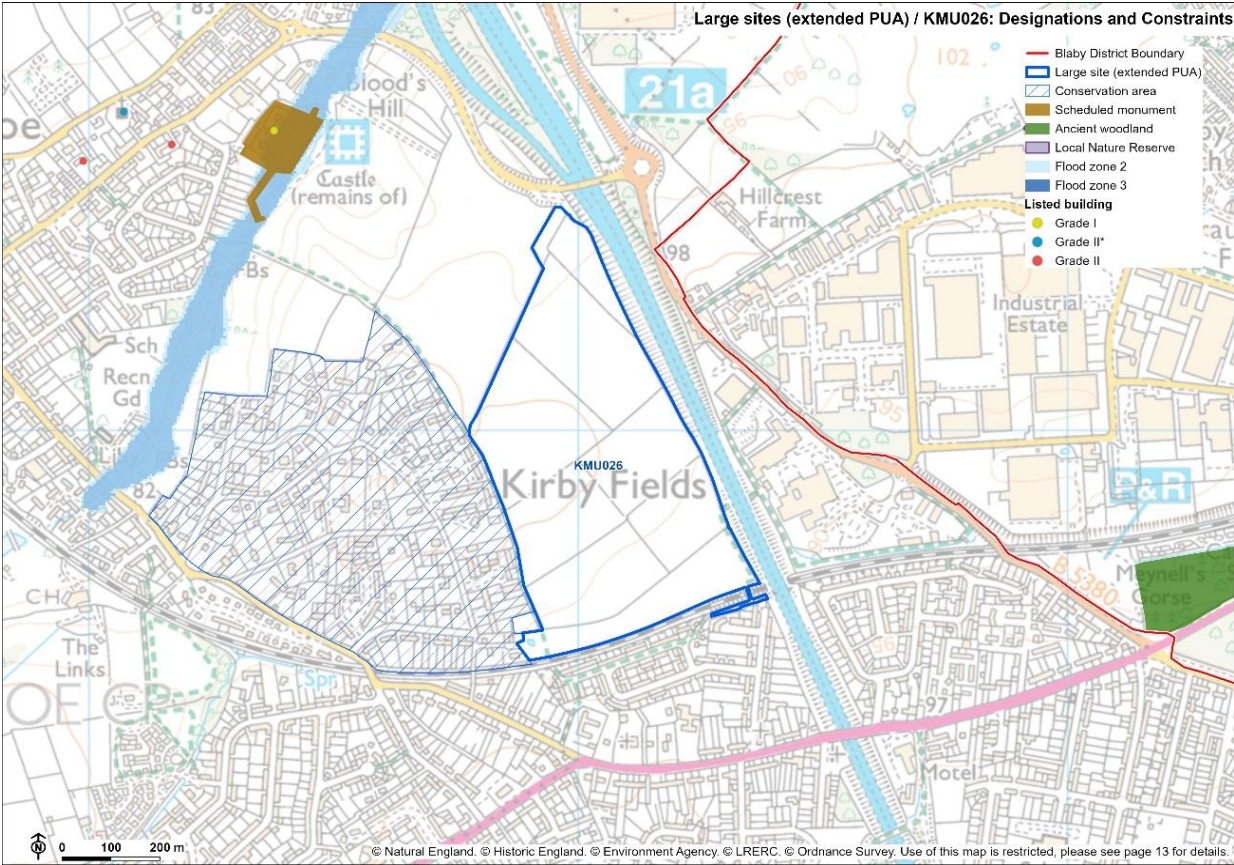 Large sites (extended PUA) / KMU026: Designations and Constraints
Blaby District Boundary
Large site (extended PUA)
Conservation area
Scheduled monument
Ancient woodland
Local Nature Reserve
Flood zone 2
Flood zone 3
Listed building
Grade I
Grade II*
Grade II
83
102
90
95
21a
Hill
Castle
(remains of)
Hillcrest
Farm
98
FBs
Industrial
Estate
Sch
Recn
Gd
95
82
KMU026
Kirby Fields
P&R
90
B 5380
Meynell's
Gorse
CH
The
Links
Spr
95
97
Motel
N
0 100 200 m
© Natural England. © Historic England. © Environment Agency. © LRERC. © Ordnance Survey. Use of this map is restricted, please see page 13 for details.